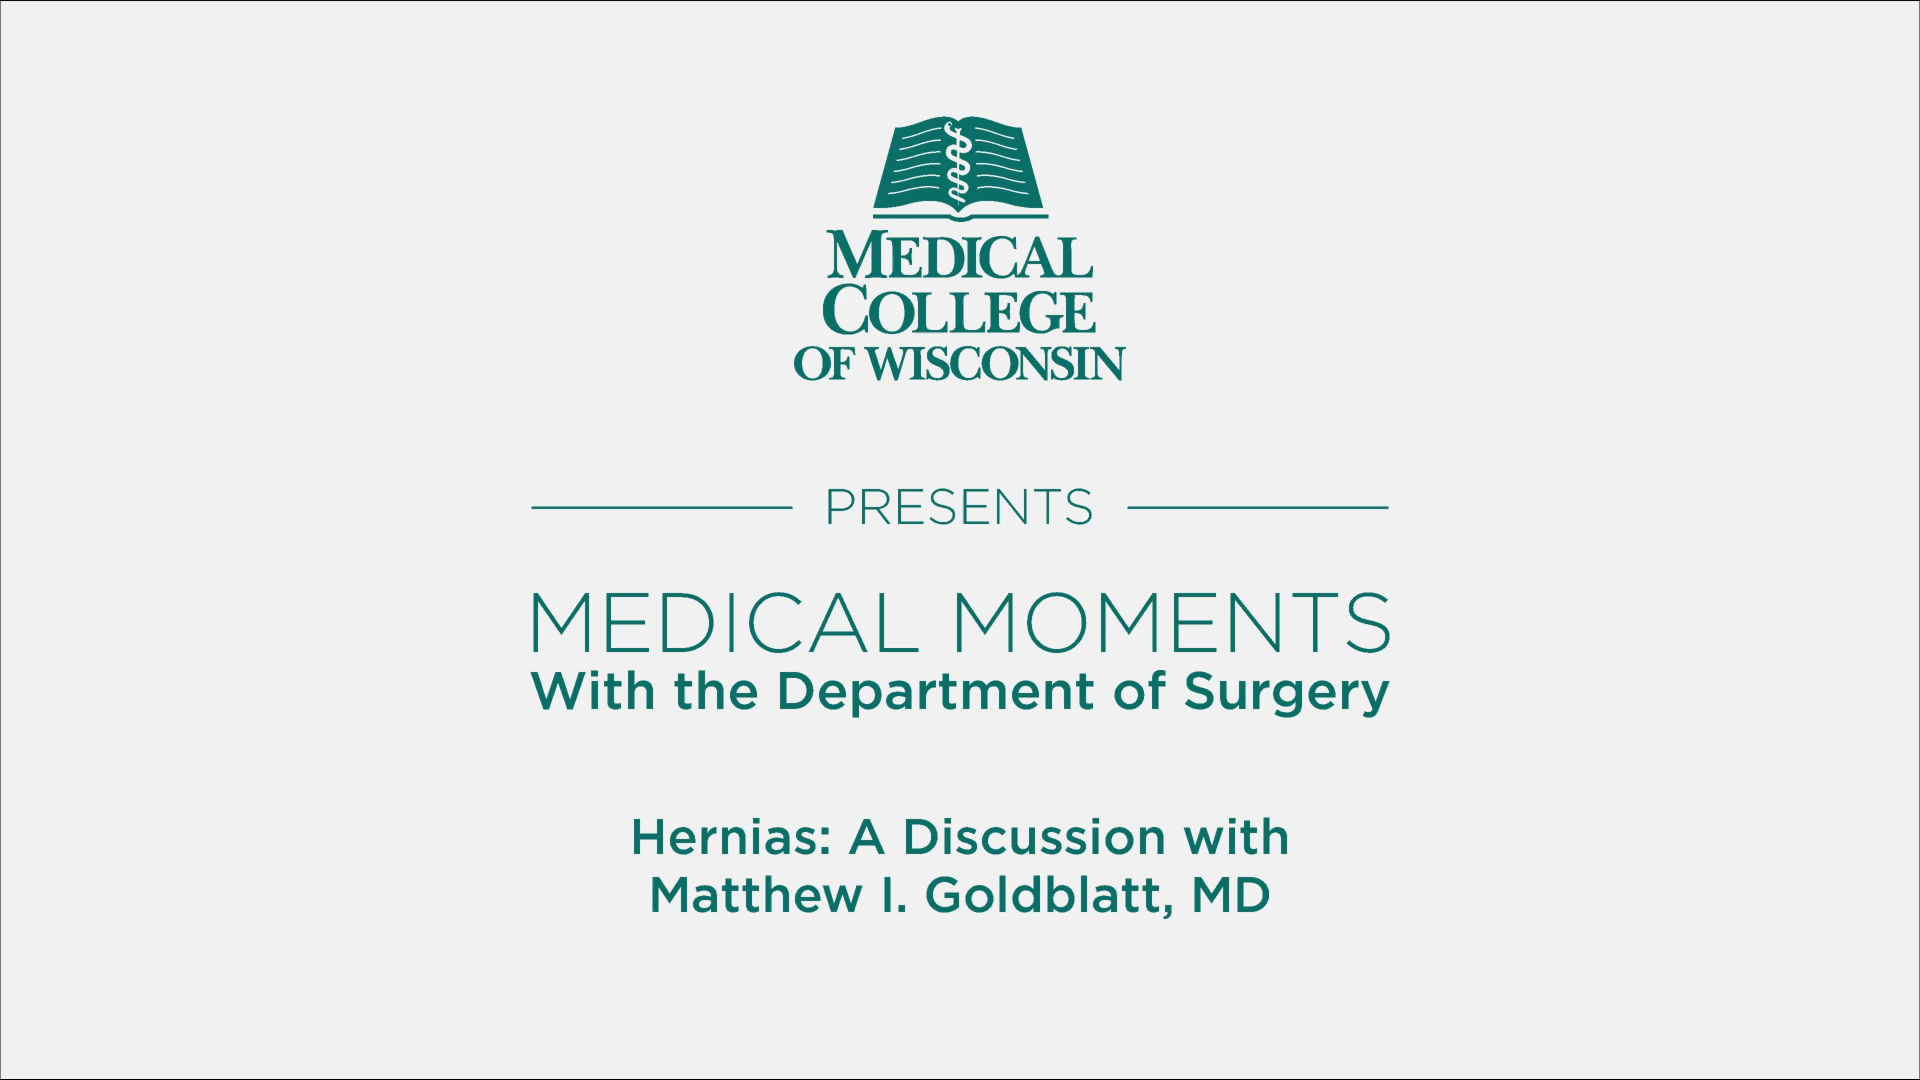 MEDICAL
COLLEGE
OF WISCONSIN
PRESENTS
MEDICAL MOMENTS
With the Department of Surgery
Hernias: A Discussion with
Matthew I. Goldblatt, MD